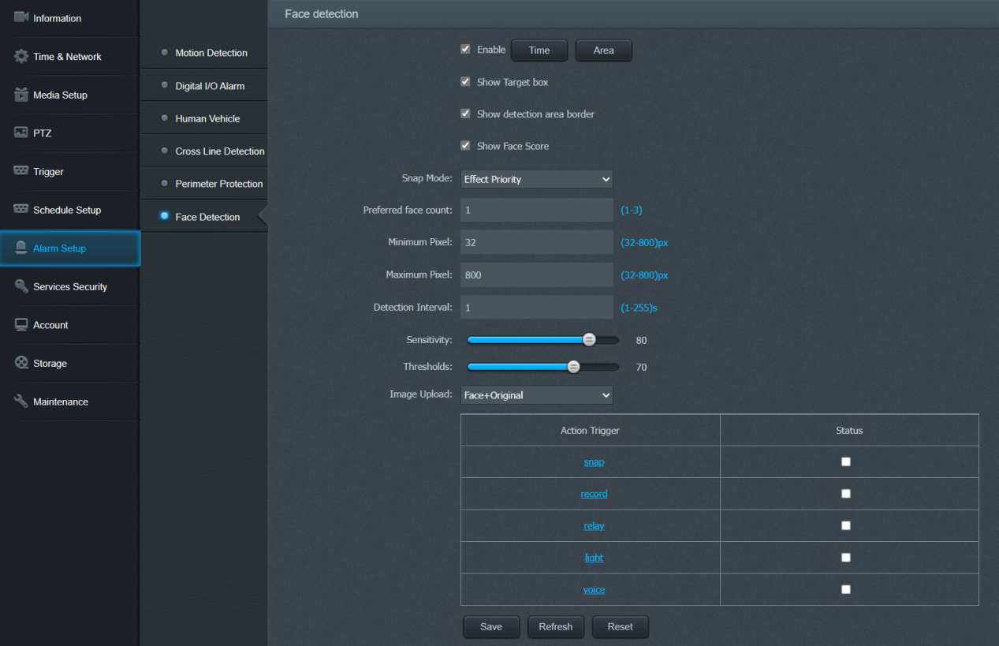 Information
Time & Network
Media Setup
PTZ
Trigger
Schedule Setup
Alarm Setup
Services Security
Account
Storage
Maintenance
Motion Detection
Digital I/O Alarm
Human Vehicle
Cross Line Detection
Perimeter Protection
Face Detection
Face detection
Enable Time Area
Show Target box
Show detection area border
Show Face Score
Snap Mode: Effect Priority
Preferred face count: 1 (1-3)
Minimum Pixel: 32 (32-800)px
Maximum Pixel: 800 (32-800)px
Detection Interval: 1 (1-255)s
Sensitivity: 80
Thresholds: 70
Image Upload: Face+Original
Action Trigger Status
snap
record
relay
light
voice
Save Refresh Reset